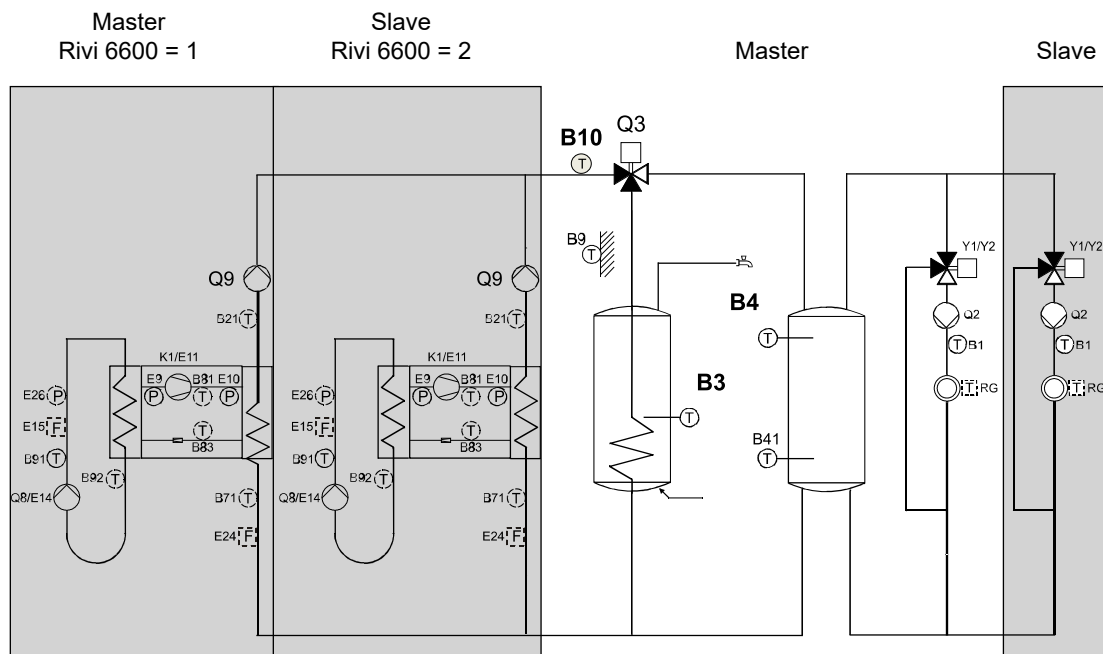 Master
Rivi 6600 = 1
Slave
Rivi 6600 = 2
Master
Slave
B10
Q3
T
B9
T
Y1/Y2
Y1/Y2
Q9
Q9
B21 T
B21 T
B4
T
Q2
Q2
T B1
T B1
K1/E11
K1/E11
E9
B81
E10
E9
B81
E10
E26 P
P
T
P
E26 P
P
T
P
B3
T
T RG
T RG
E15 F
T
B83
E15 F
T
B83
B41
T
B91 T
B92 T
B91 T
B92 T
Q8/E14
B71 T
Q8/E14
B71 T
E24 F
E24 F